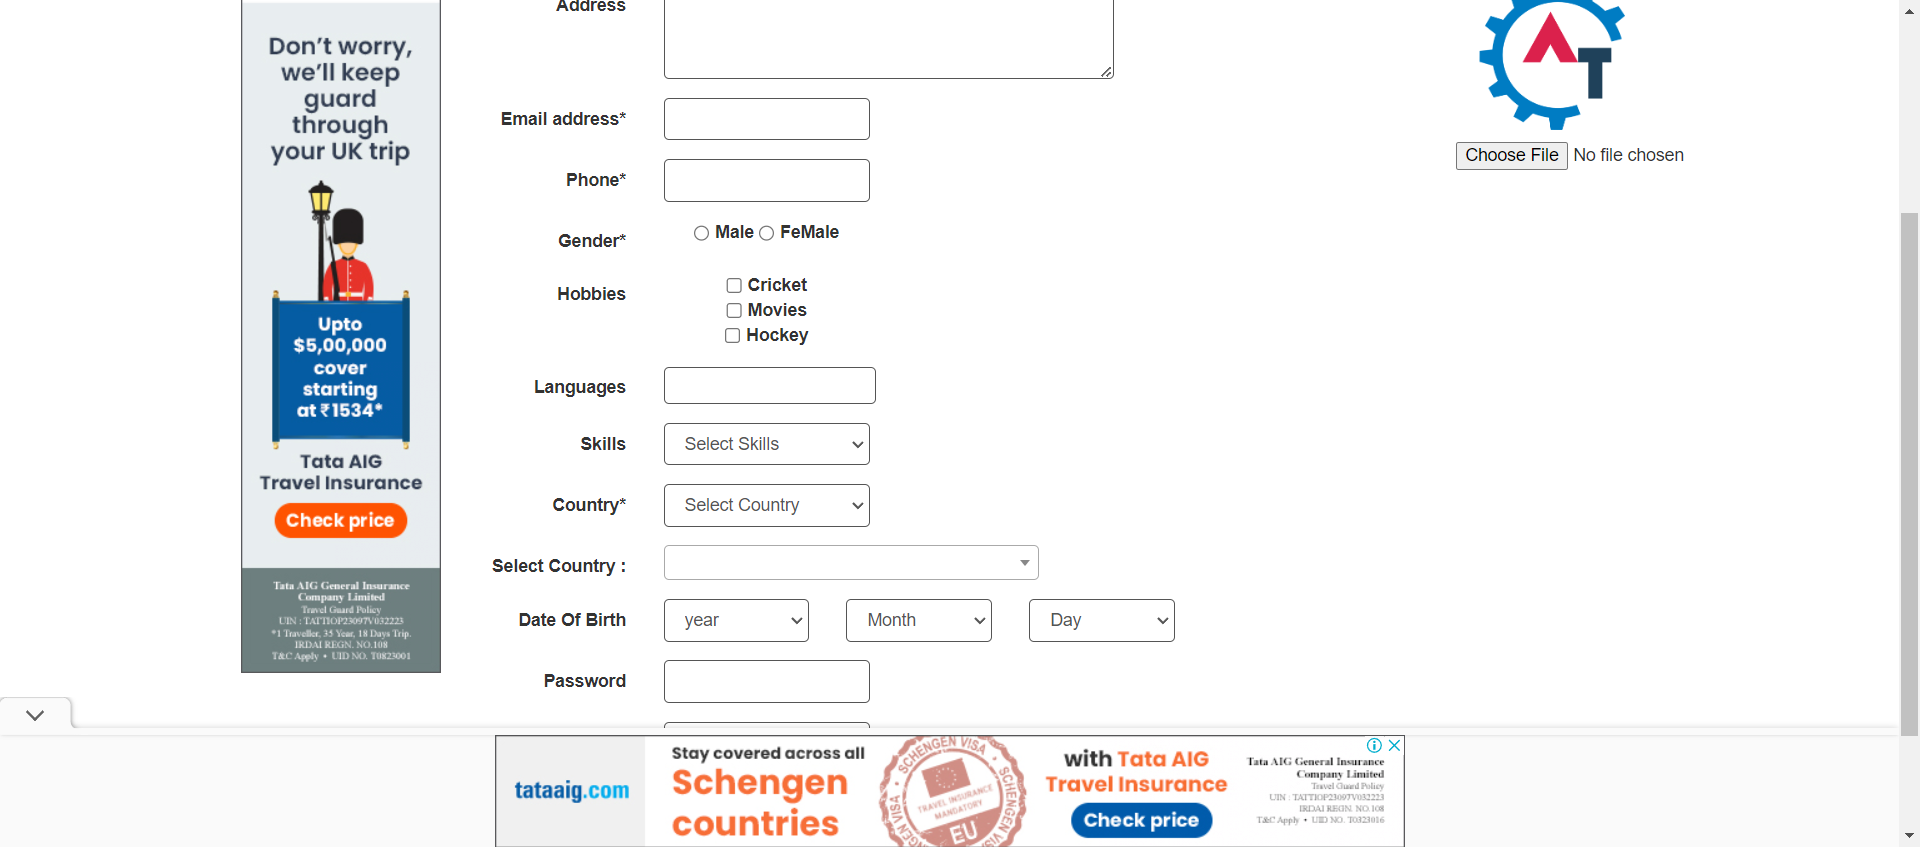 Don't worry,
we'll keep
guard
through
your UK trip
Upto
$5,00,000
cover
starting
at ₹1534*
Tata AIG
Travel Insurance
Check price
Tata AIG General Insurance
Company Limited
Travel Guard Policy
UIN : TATTIOP23097V032223
*1 Traveller, 35 Year, 18 Days Trip.
IRDAI REGN. NO.108
T&C Apply • UID NO. T0823001
Address
Email address*
Phone*
Gender*
Male FeMale
Hobbies
Cricket
Movies
Hockey
Languages
Skills
Select Skills
Country*
Select Country
Select Country :
Date Of Birth
year Month Day
Password
AT
Choose File No file chosen
tataaig.com
Stay covered across all
Schengen
countries
SCHENGEN VISA
TRAVEL INSURANCE
MANDATORY
EU
with Tata AIG
Travel Insurance
Check price
Tata AIG General Insurance
Company Limited
Travel Guard Policy
UIN : TATTIOP23097V032223
IRDAI REGN. NO.108
T&C Apply • UID NO. T0323016